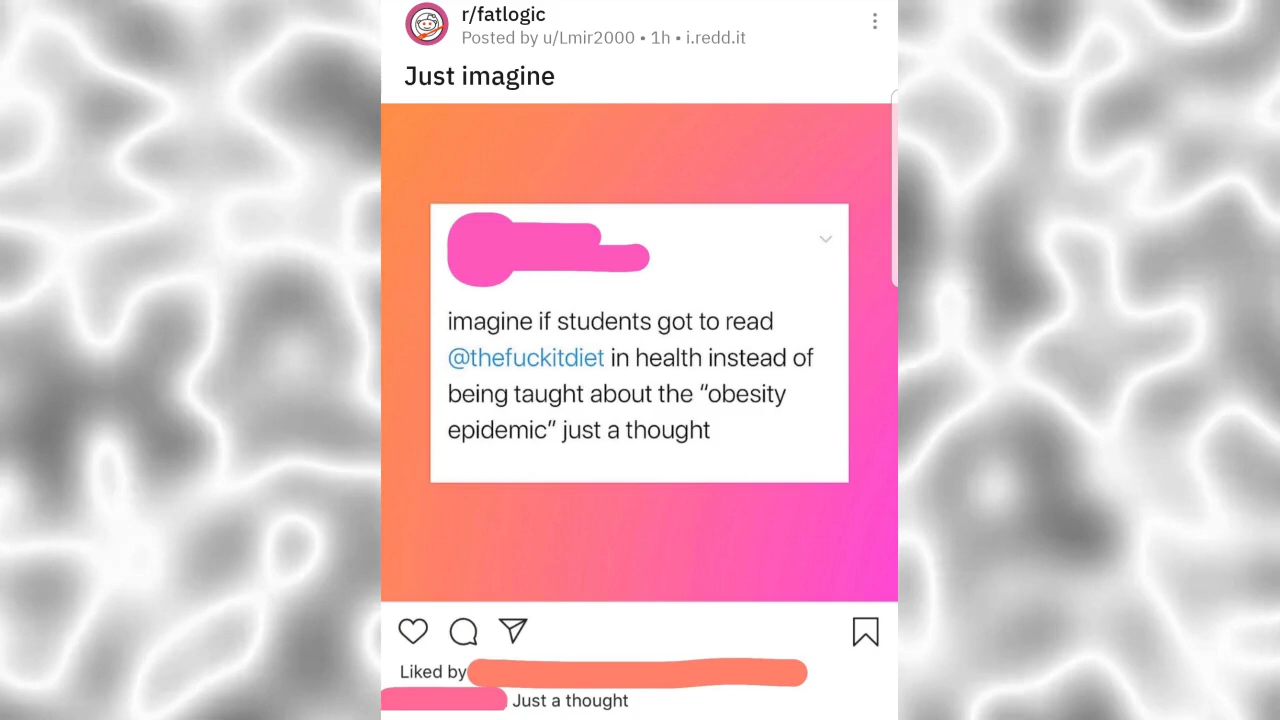 r/fatlogic
Posted by u/Lmir2000 • 1h • i.redd.it
Just imagine
imagine if students got to read
@thefuckitdiet in health instead of
being taught about the “obesity
epidemic” just a thought
Liked by
Just a thought